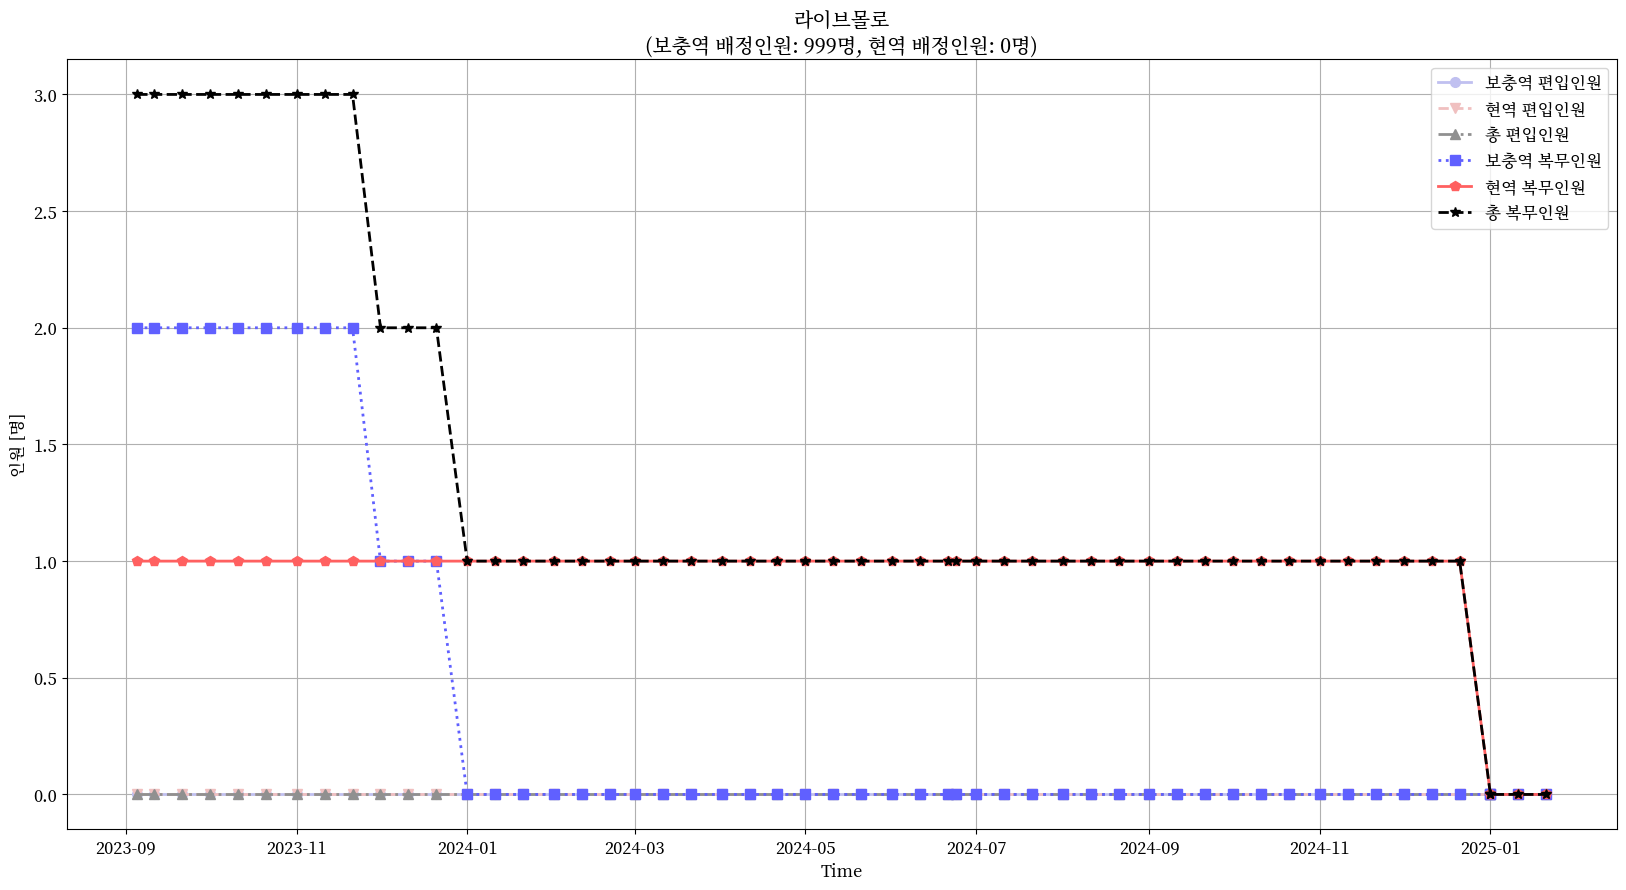 라이브몰로
(보충역 배정인원: 999명, 현역 배정인원: 0명)
보충역 편입인원
현역 편입인원
총 편입인원
보충역 복무인원
현역 복무인원
총 복무인원
3.0
2.5
2.0
1.5
1.0
0.5
0.0
인원 [명]
2023-09
2023-11
2024-01
2024-03
2024-05
2024-07
2024-09
2024-11
2025-01
Time